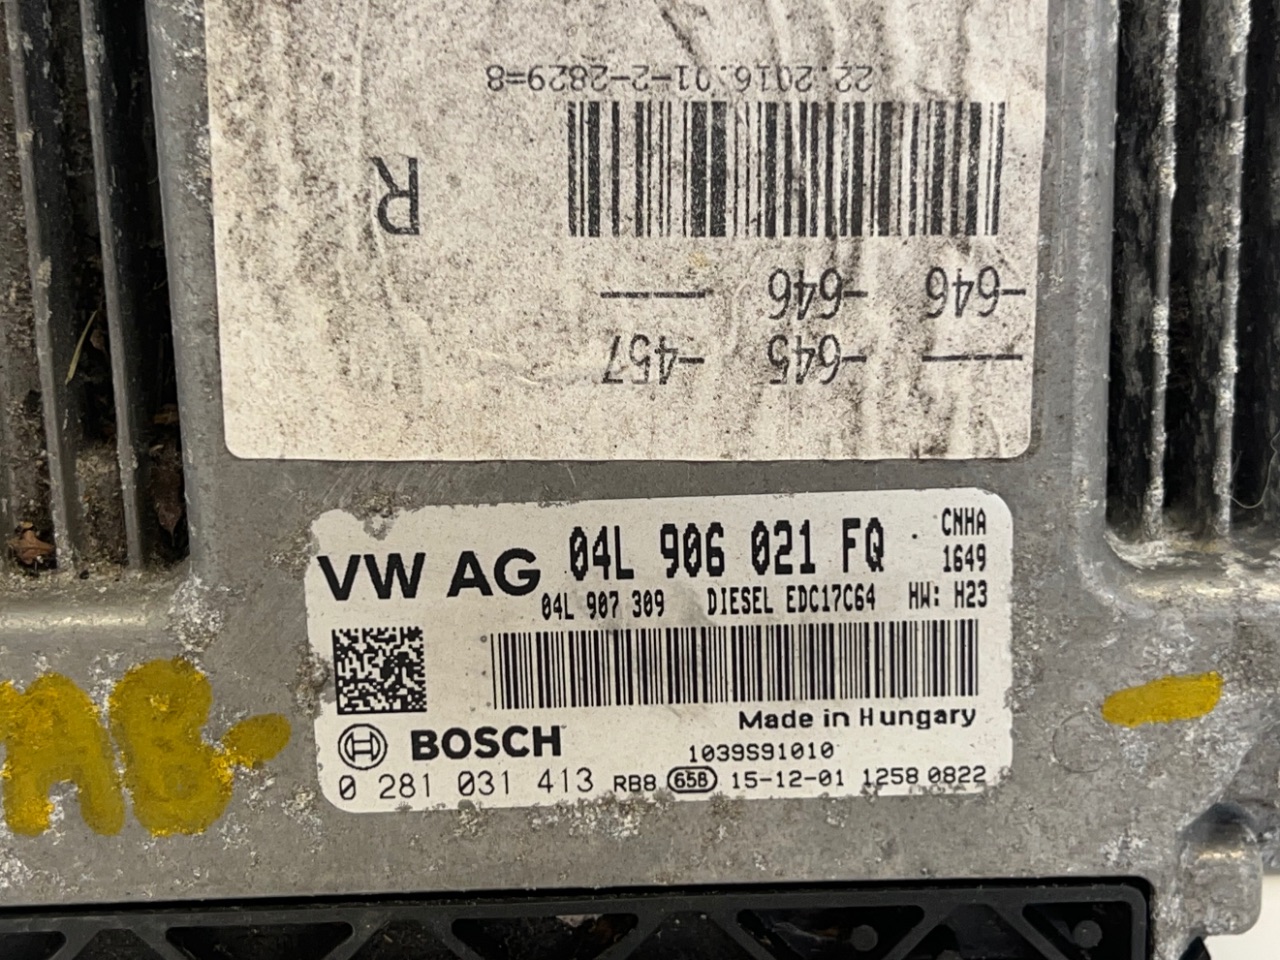 22.2016.01-2-2829=8
R
-646 -646 ----
---- -645 -457
VW AG 04L 906 021 FQ CNHA
1649
04L 907 309 DIESEL EDC17C64 HW: H23
Made in Hungary
BOSCH 1039S91010
0 281 031 413 RB8 65B 15-12-01 1258 0822
AB-